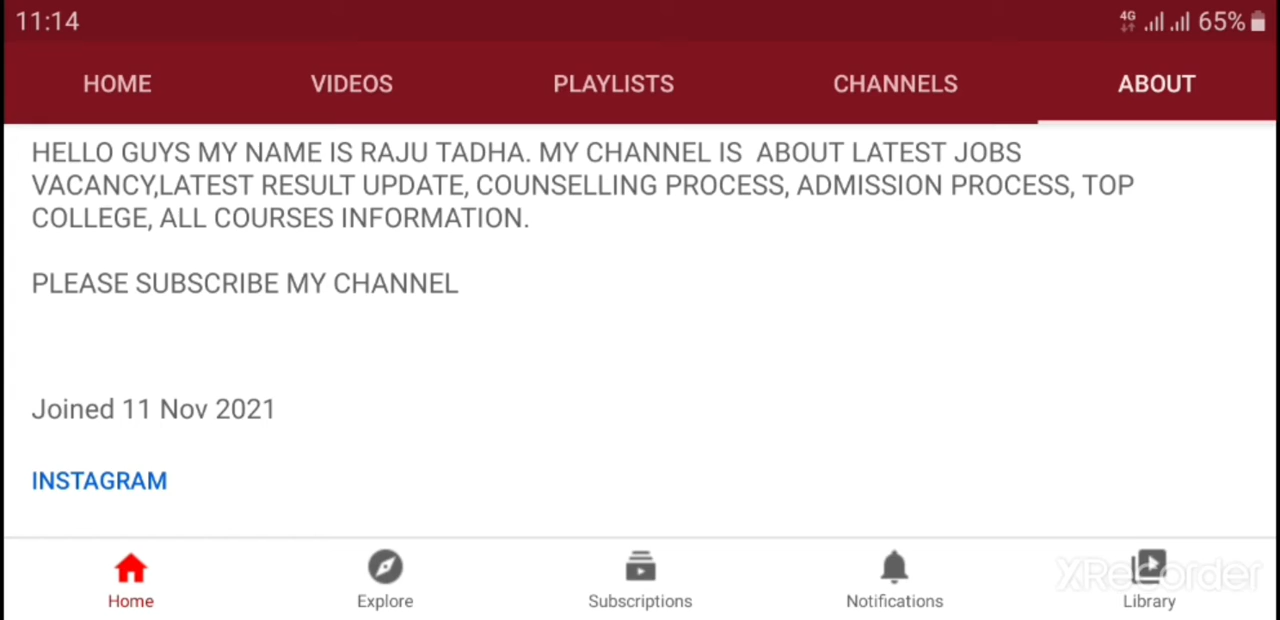 11:14 4G 65%
HOME VIDEOS PLAYLISTS CHANNELS ABOUT
HELLO GUYS MY NAME IS RAJU TADHA. MY CHANNEL IS  ABOUT LATEST JOBS
VACANCY,LATEST RESULT UPDATE, COUNSELLING PROCESS, ADMISSION PROCESS, TOP
COLLEGE, ALL COURSES INFORMATION.
PLEASE SUBSCRIBE MY CHANNEL
Joined 11 Nov 2021
INSTAGRAM
XRecorder
Home Explore Subscriptions Notifications Library